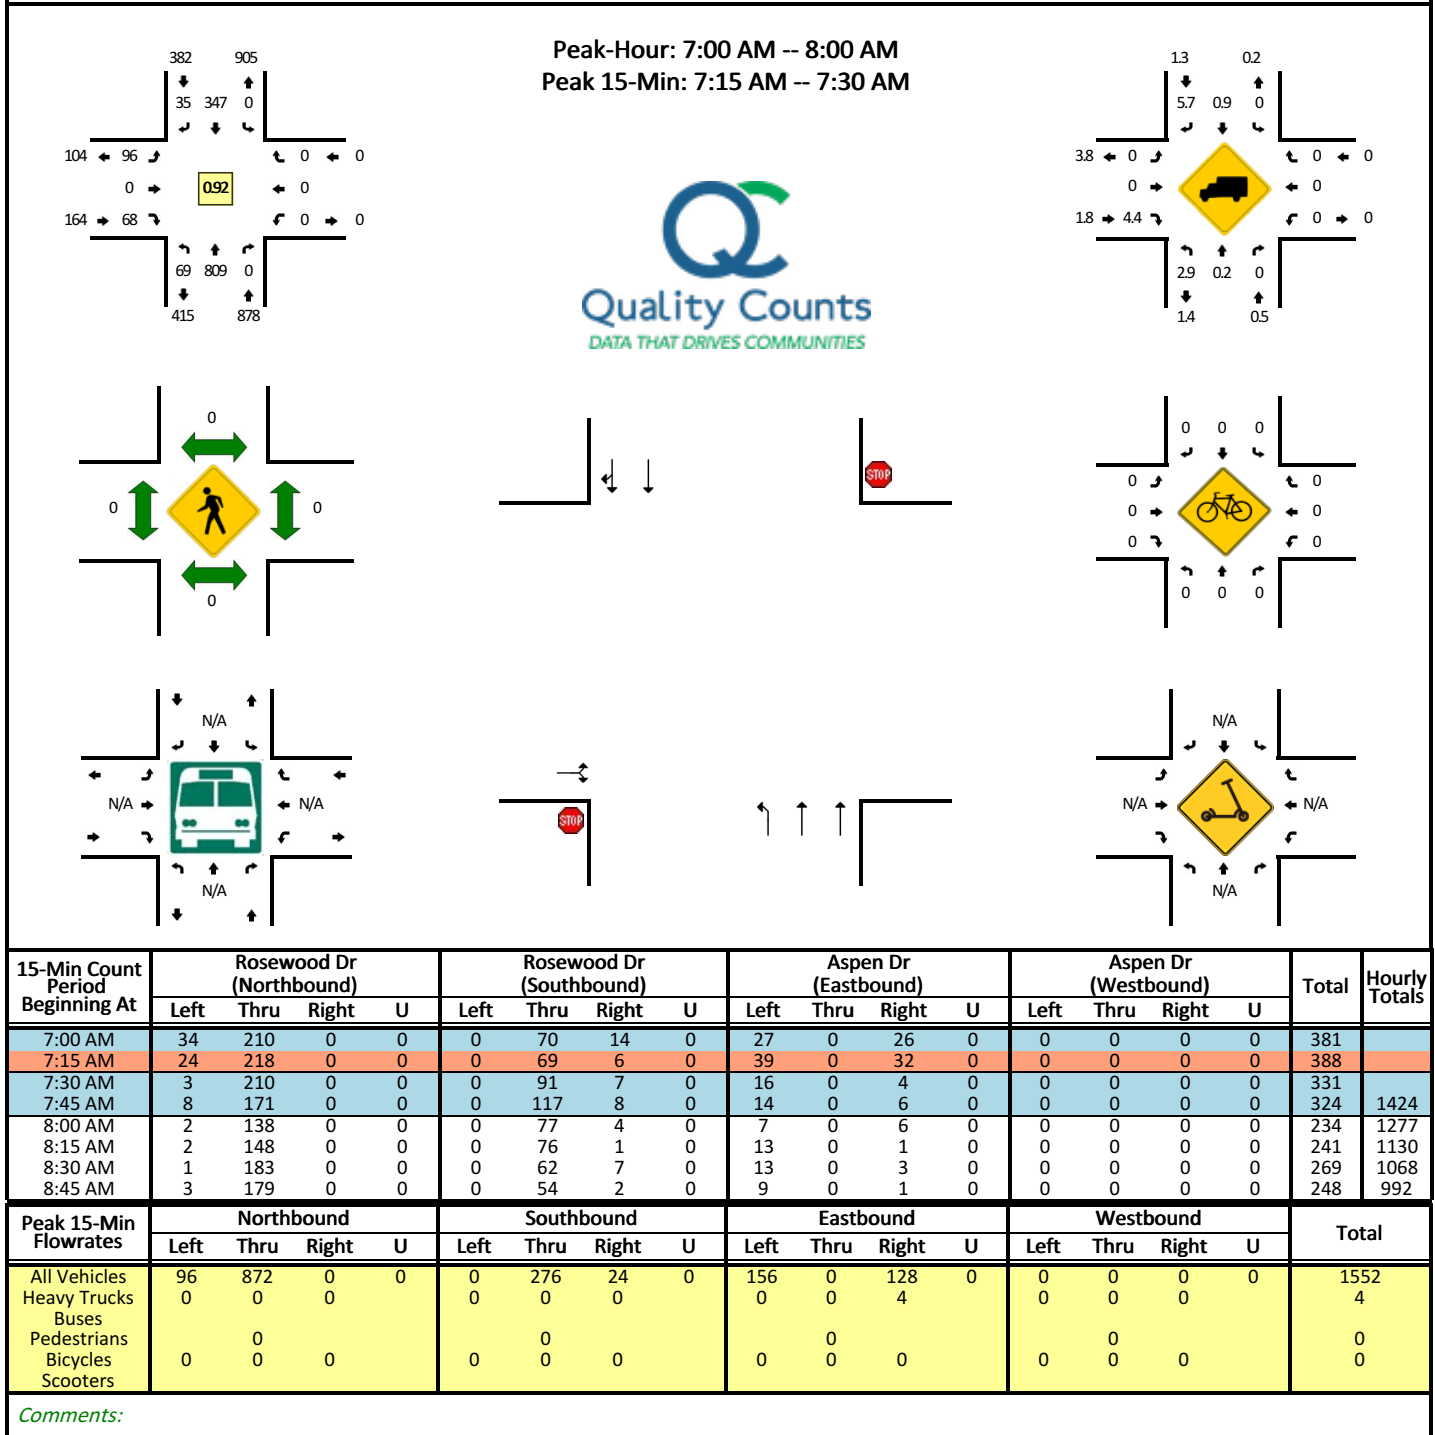 Peak-Hour: 7:00 AM -- 8:00 AM
Peak 15-Min: 7:15 AM -- 7:30 AM
382 905
35 347 0
104 96 0 0
0 0.92 0
164 68 0 0
69 809 0
415 878
QC
Quality Counts
DATA THAT DRIVES COMMUNITIES
1.3 0.2
5.7 0.9 0
3.8 0 0 0
0 0
1.8 4.4 0 0
2.9 0.2 0
1.4 0.5
0
0 0
0
STOP
STOP
0 0 0
0 0
0 0
0 0
0 0 0
N/A
N/A N/A
N/A
N/A
N/A N/A
N/A
15-Min Count Period Beginning At Rosewood Dr (Northbound) Rosewood Dr (Southbound) Aspen Dr (Eastbound) Aspen Dr (Westbound) Total Hourly Totals
Left Thru Right U Left Thru Right U Left Thru Right U Left Thru Right U
7:00 AM 34 210 0 0 0 70 14 0 27 0 26 0 0 0 0 0 381
7:15 AM 24 218 0 0 0 69 6 0 39 0 32 0 0 0 0 0 388
7:30 AM 3 210 0 0 0 91 7 0 16 0 4 0 0 0 0 0 331
7:45 AM 8 171 0 0 0 117 8 0 14 0 6 0 0 0 0 0 324 1424
8:00 AM 2 138 0 0 0 77 4 0 7 0 6 0 0 0 0 0 234 1277
8:15 AM 2 148 0 0 0 76 1 0 13 0 1 0 0 0 0 0 241 1130
8:30 AM 1 183 0 0 0 62 7 0 13 0 3 0 0 0 0 0 269 1068
8:45 AM 3 179 0 0 0 54 2 0 9 0 1 0 0 0 0 0 248 992
Peak 15-Min Flowrates Northbound Southbound Eastbound Westbound Total
Left Thru Right U Left Thru Right U Left Thru Right U Left Thru Right U
All Vehicles 96 872 0 0 0 276 24 0 156 0 128 0 0 0 0 0 1552
Heavy Trucks 0 0 0 0 0 0 0 0 4 0 0 0 4
Buses
Pedestrians 0 0 0 0 0
Bicycles 0 0 0 0 0 0 0 0 0 0 0 0 0
Scooters
Comments: